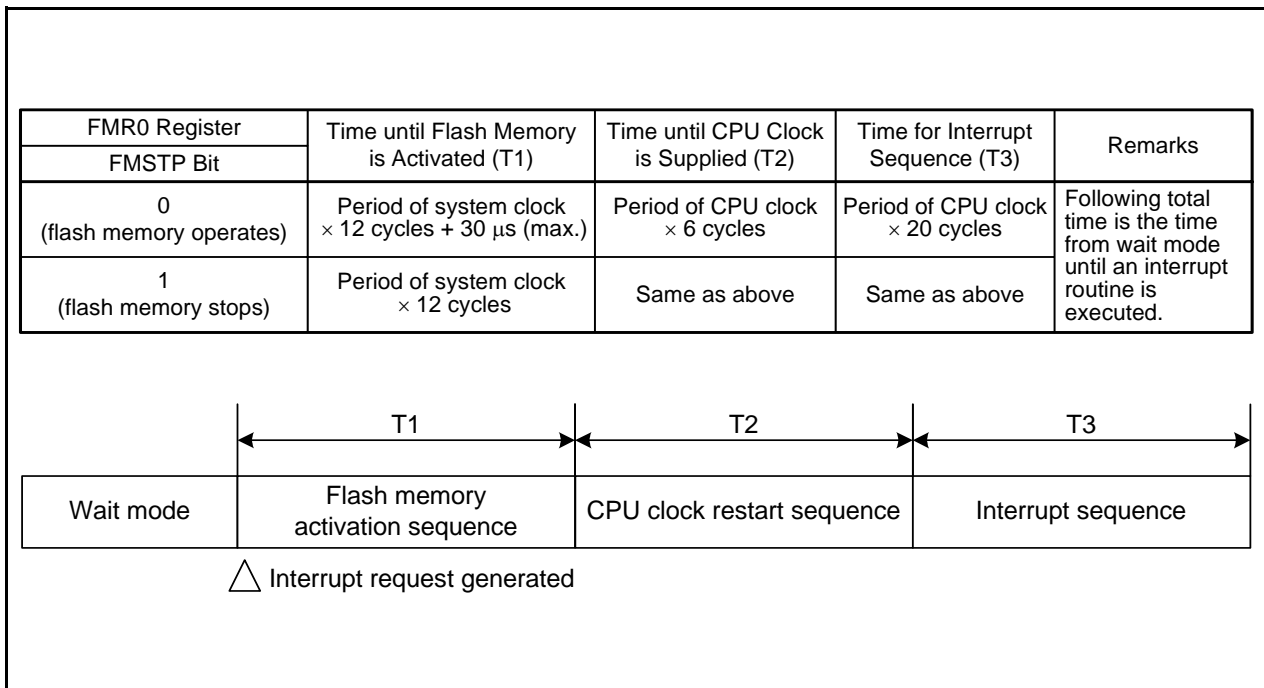 FMR0 Register
FMSTP Bit
Time until Flash Memory
is Activated (T1)
Time until CPU Clock
is Supplied (T2)
Time for Interrupt
Sequence (T3)
Remarks
0
(flash memory operates)
Period of system clock
× 12 cycles + 30 μs (max.)
Period of CPU clock
× 6 cycles
Period of CPU clock
× 20 cycles
Following total
time is the time
from wait mode
until an interrupt
routine is
executed.
1
(flash memory stops)
Period of system clock
× 12 cycles
Same as above
Same as above
T1
T2
T3
Wait mode
Flash memory
activation sequence
CPU clock restart sequence
Interrupt sequence
Interrupt request generated